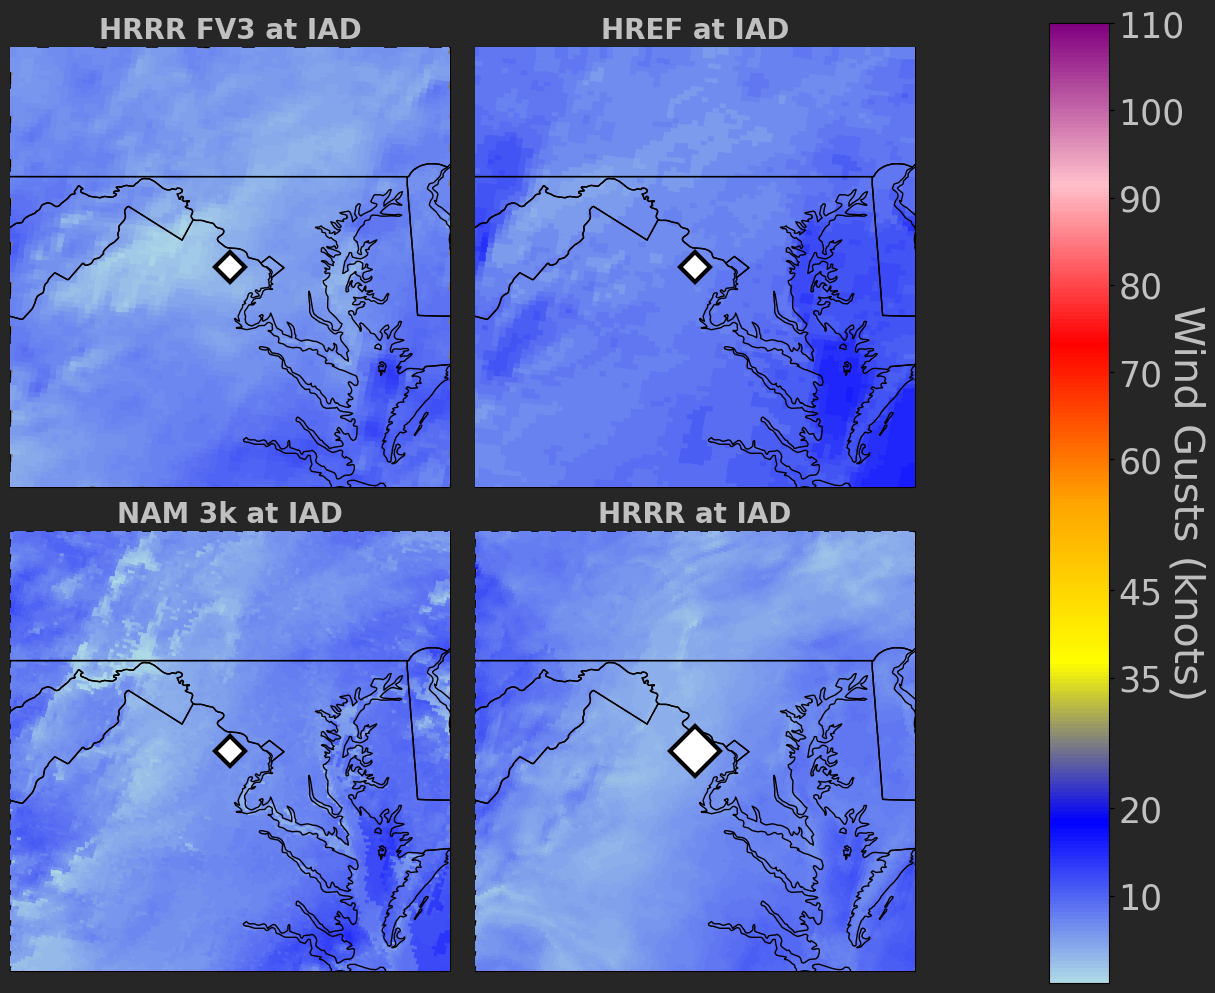 HRRR FV3 at IAD
HREF at IAD
NAM 3k at IAD
HRRR at IAD
110
100
90
80
70
60
45
35
20
10
Wind Gusts (knots)